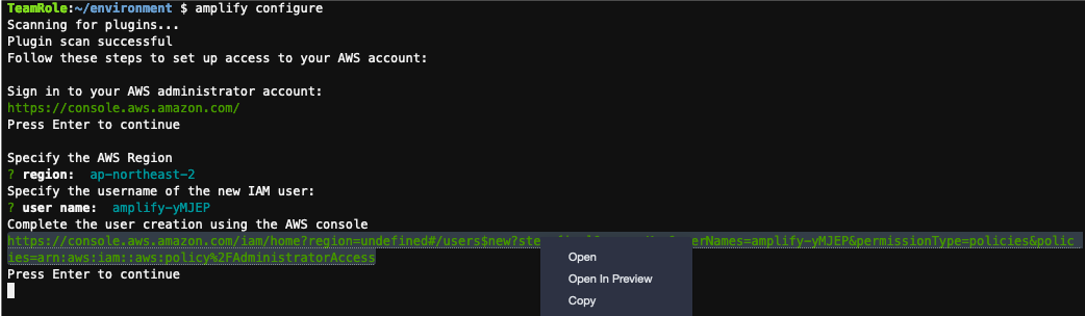 TeamRole:~/environment $ amplify configure
Scanning for plugins...
Plugin scan successful
Follow these steps to set up access to your AWS account:
Sign in to your AWS administrator account:
https://console.aws.amazon.com/
Press Enter to continue
Specify the AWS Region
? region:  ap-northeast-2
Specify the username of the new IAM user:
? user name:  amplify-yMJEP
Complete the user creation using the AWS console
https://console.aws.amazon.com/iam/home?region=undefined#/users$new?ste erNames=amplify-yMJEP&permissionType=policies&polic
ies=arn:aws:iam::aws:policy%2FAdministratorAccess
Press Enter to continue
Open
Open In Preview
Copy